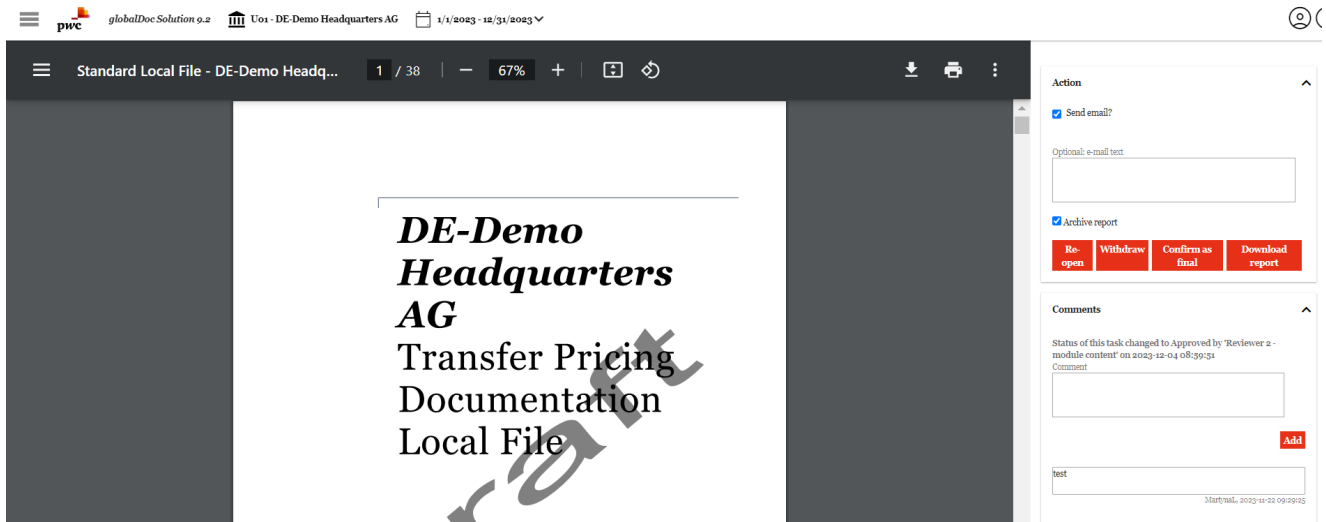 pwc globalDoc Solution 9.2 U01 - DE-Demo Headquarters AG 1/1/2023 - 12/31/2023
Standard Local File - DE-Demo Headq... 1 / 38 67%
DE-Demo
Headquarters
AG
Transfer Pricing
Documentation
Local File
raft
Action
Send email?
Optional: e-mail text
Archive report
Re-open
Withdraw
Confirm as final
Download report
Comments
Status of this task changed to Approved by 'Reviewer 2 -
module content' on 2023-12-04 08:59:51
Comment
Add
test
MartynaL, 2023-11-22 09:29:25